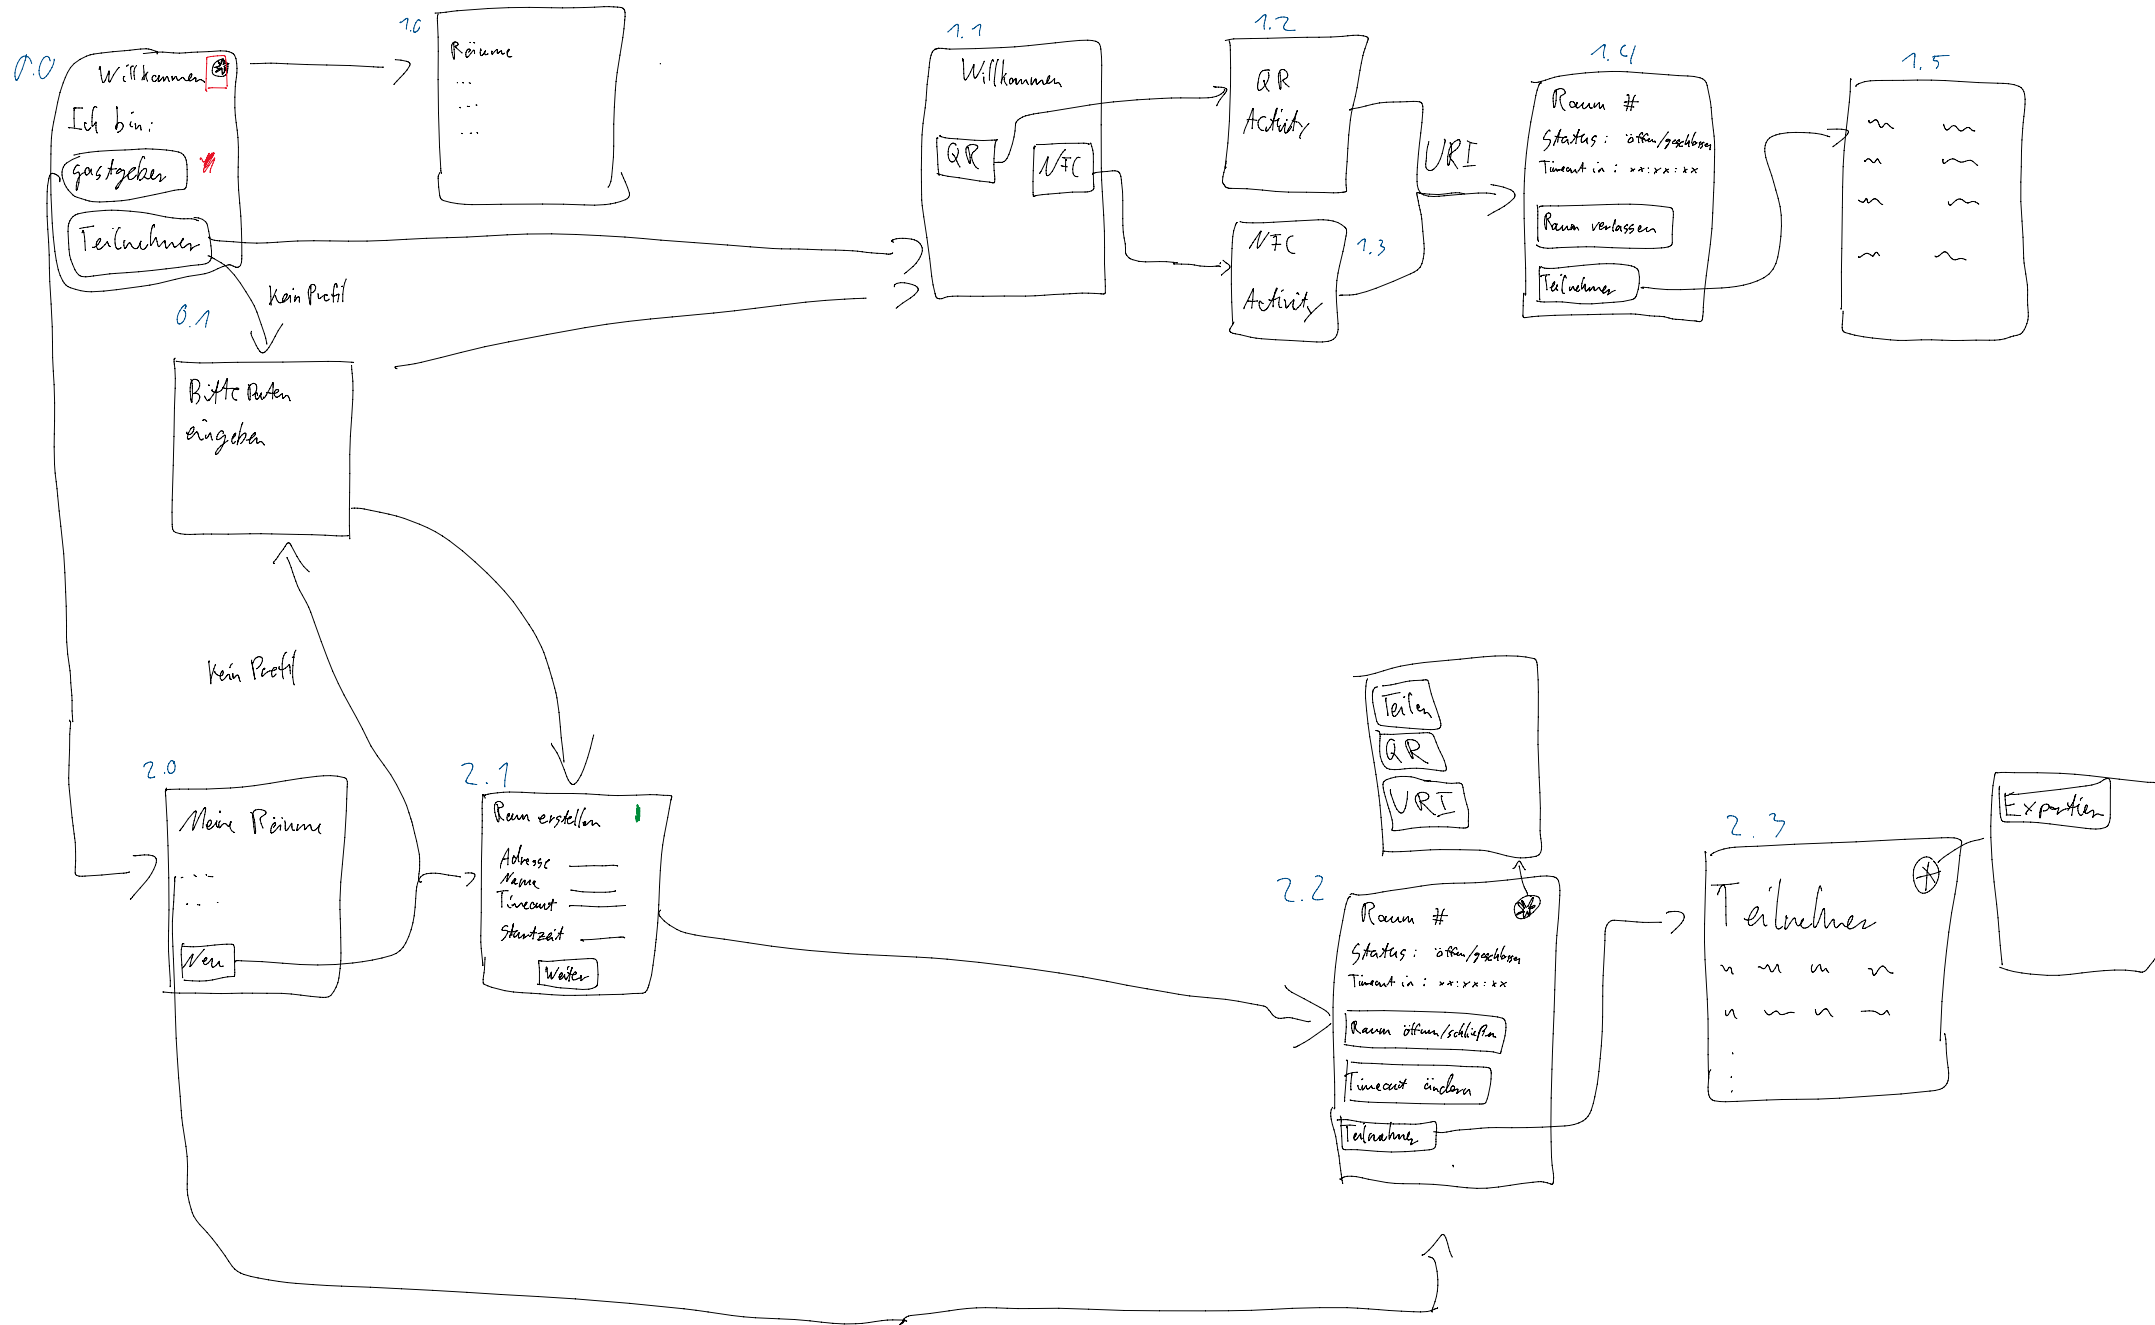 0.0
Willkommen
Ich bin:
Gastgeber
Teilnehmer
1.0
Räume
...
...
...
1.1
Willkommen
QR
NFC
1.2
QR
Activity
1.3
NFC
Activity
URI
1.4
Raum #
Status: öffen/geschlossen
Timeout in: xx:xx:xx
Raum verlassen
Teilnehmer
1.5
Kein Profil
0.1
Bitte Daten
eingeben
Kein Profil
2.0
Meine Räume
...
...
Neu
2.1
Raum erstellen
Adresse
Name
Timeout
Startzeit
Weiter
Teilen
QR
URI
2.2
Raum #
Status: öffen/geschlossen
Timeout in: xx:xx:xx
Raum öffnen/schließen
Timeout ändern
Teilnehmer
2.3
Teilnehmer
Exportieren